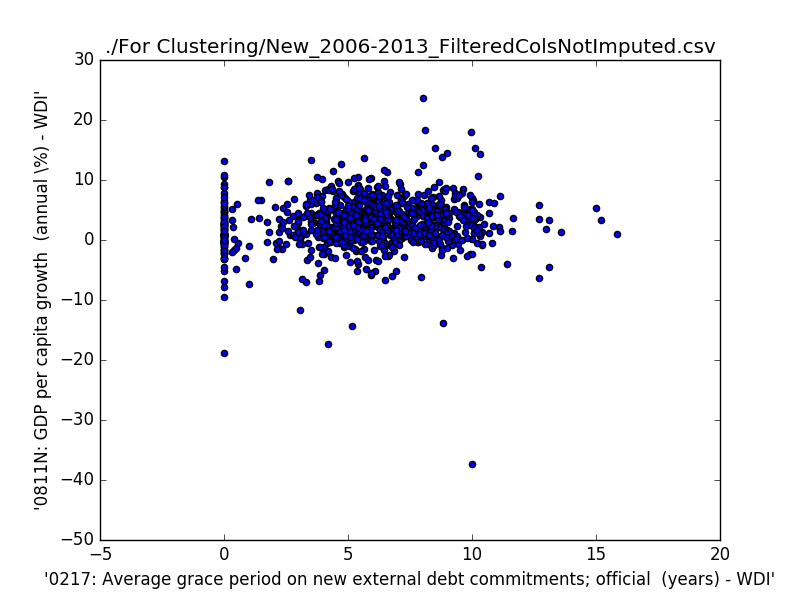 ./For Clustering/New_2006-2013_FilteredColsNotImputed.csv
30
20
10
0
−10
−20
−30
−40
−50
'0811N: GDP per capita growth  (annual \%) - WDI'
−5 0 5 10 15 20
'0217: Average grace period on new external debt commitments; official  (years) - WDI'